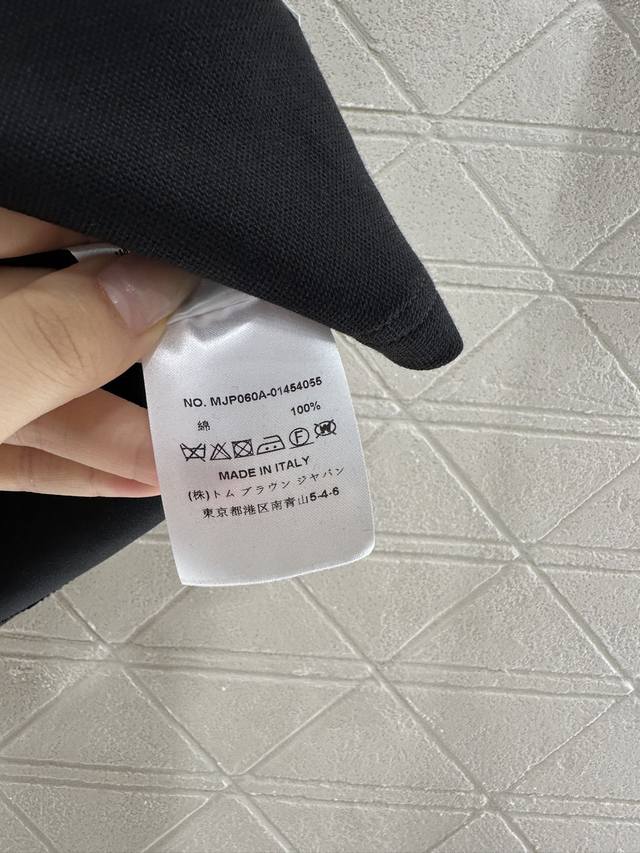 NO. MJP060A-01454055
綿 100%
F W
MADE IN ITALY
(株)トム ブラウン ジャパン
東京都港区南青山5-4-6